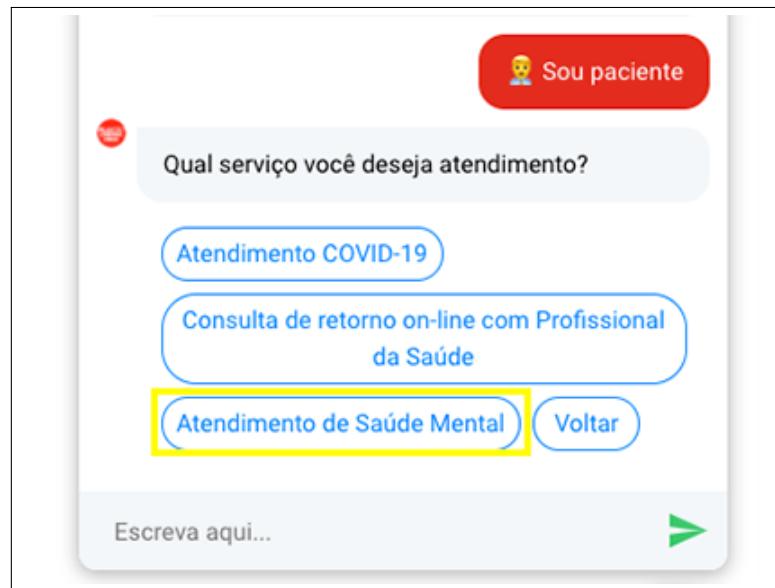 Sou paciente
Qual serviço você deseja atendimento?
Atendimento COVID-19
Consulta de retorno on-line com Profissional
da Saúde
Atendimento de Saúde Mental
Voltar
Escreva aqui...